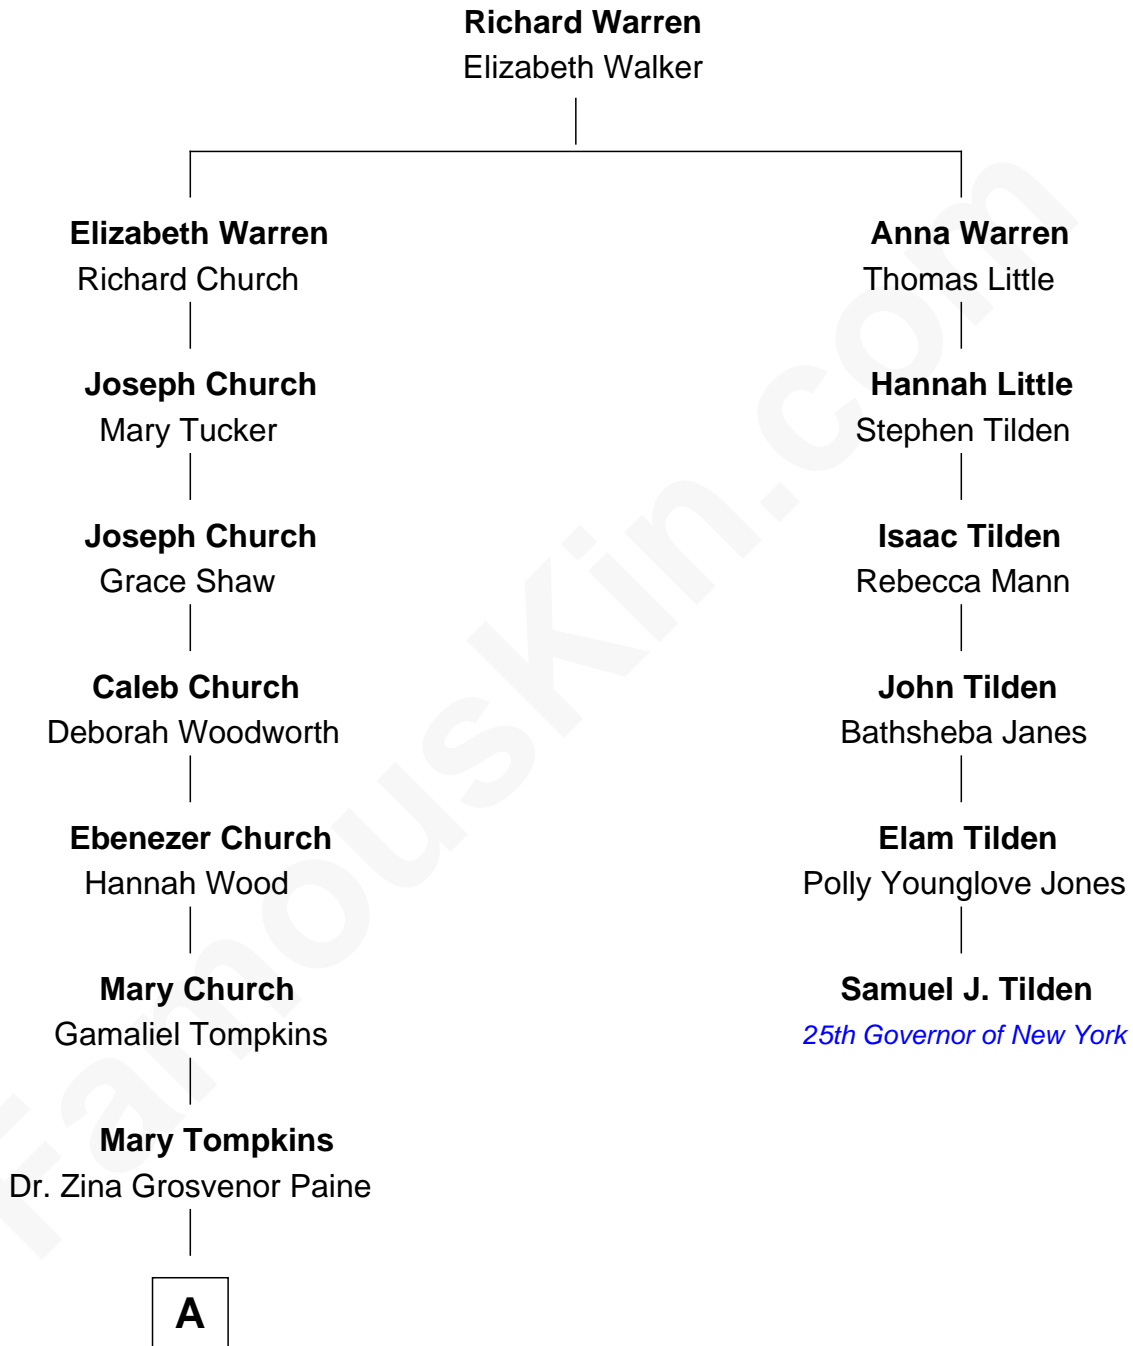 Richard Warren
Elizabeth Walker
Elizabeth Warren
Richard Church
Joseph Church
Mary Tucker
Joseph Church
Grace Shaw
Caleb Church
Deborah Woodworth
Ebenezer Church
Hannah Wood
Mary Church
Gamaliel Tompkins
Mary Tompkins
Dr. Zina Grosvenor Paine
A
Anna Warren
Thomas Little
Hannah Little
Stephen Tilden
Isaac Tilden
Rebecca Mann
John Tilden
Bathsheba Janes
Elam Tilden
Polly Younglove Jones
Samuel J. Tilden
25th Governor of New York
FamousKin.com